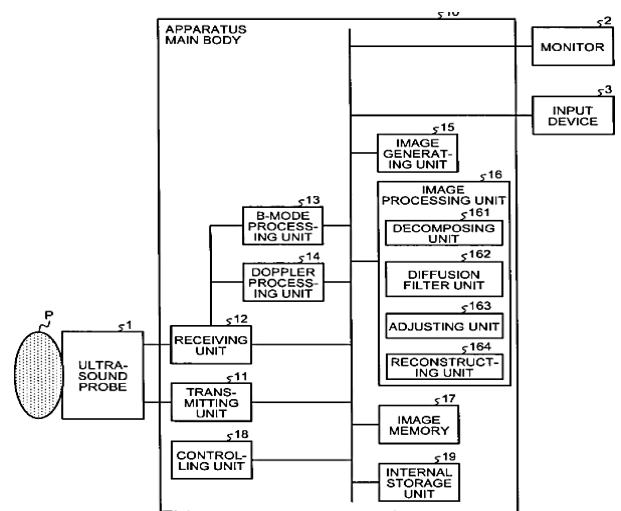 APPARATUS
MAIN BODY
2
MONITOR
3
INPUT
DEVICE
15
IMAGE
GENERAT-
ING UNIT
16
IMAGE
PROCESSING UNIT
161
DECOMPOSING
UNIT
162
DIFFUSION
FILTER UNIT
163
ADJUSTING UNIT
164
RECONSTRUCT-
ING UNIT
13
B-MODE
PROCESS-
ING UNIT
14
DOPPLER
PROCESS-
ING UNIT
P
1
ULTRA-
SOUND
PROBE
12
RECEIVING
UNIT
11
TRANS-
MITTING
UNIT
18
CONTROL-
LING UNIT
17
IMAGE
MEMORY
19
INTERNAL
STORAGE
UNIT